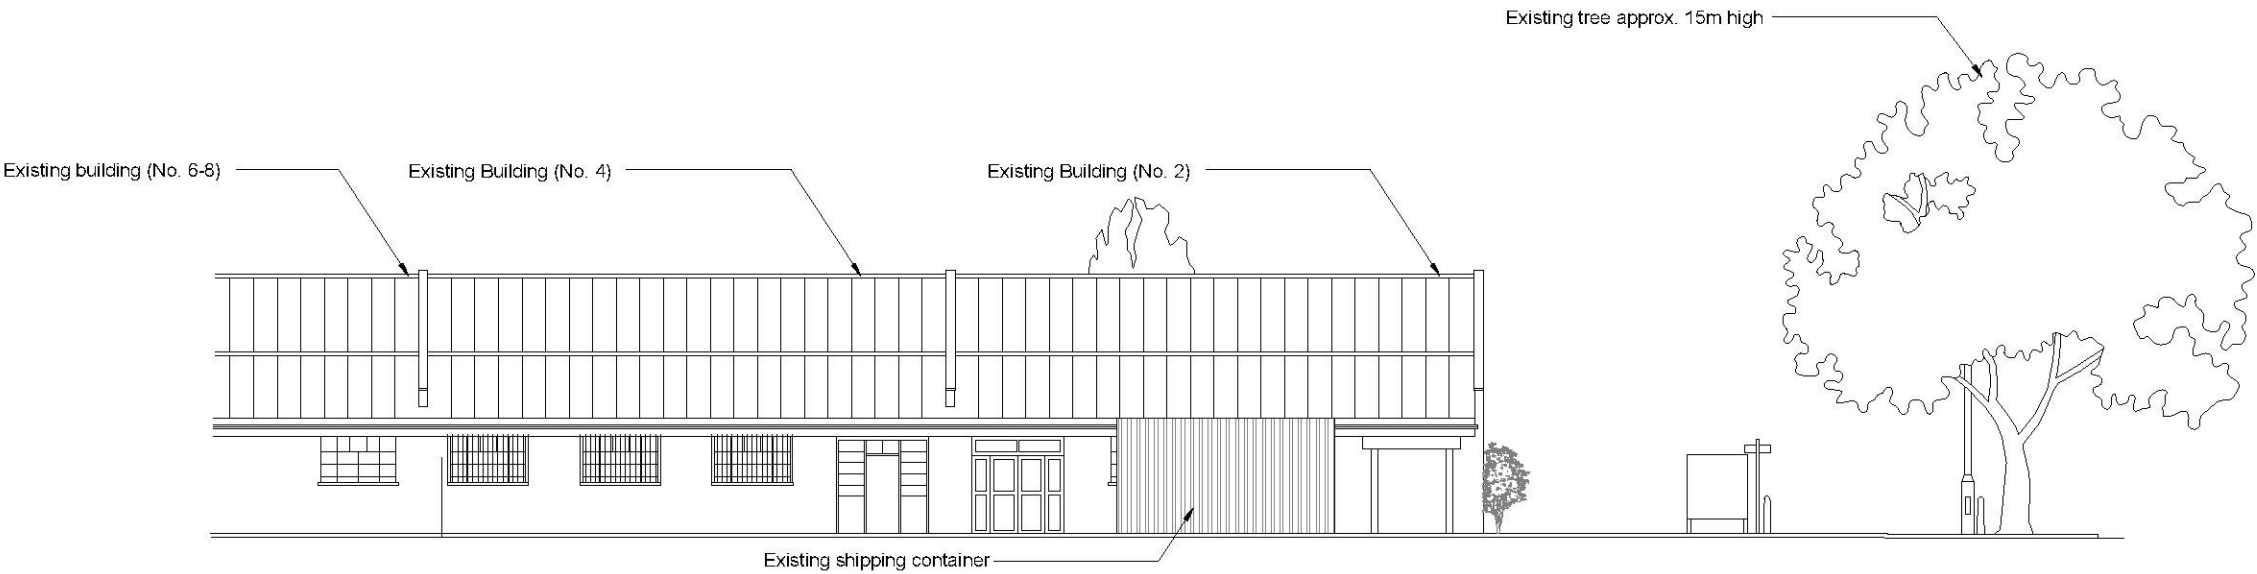 Existing tree approx. 15m high
Existing building (No. 6-8)
Existing Building (No. 4)
Existing Building (No. 2)
Existing shipping container